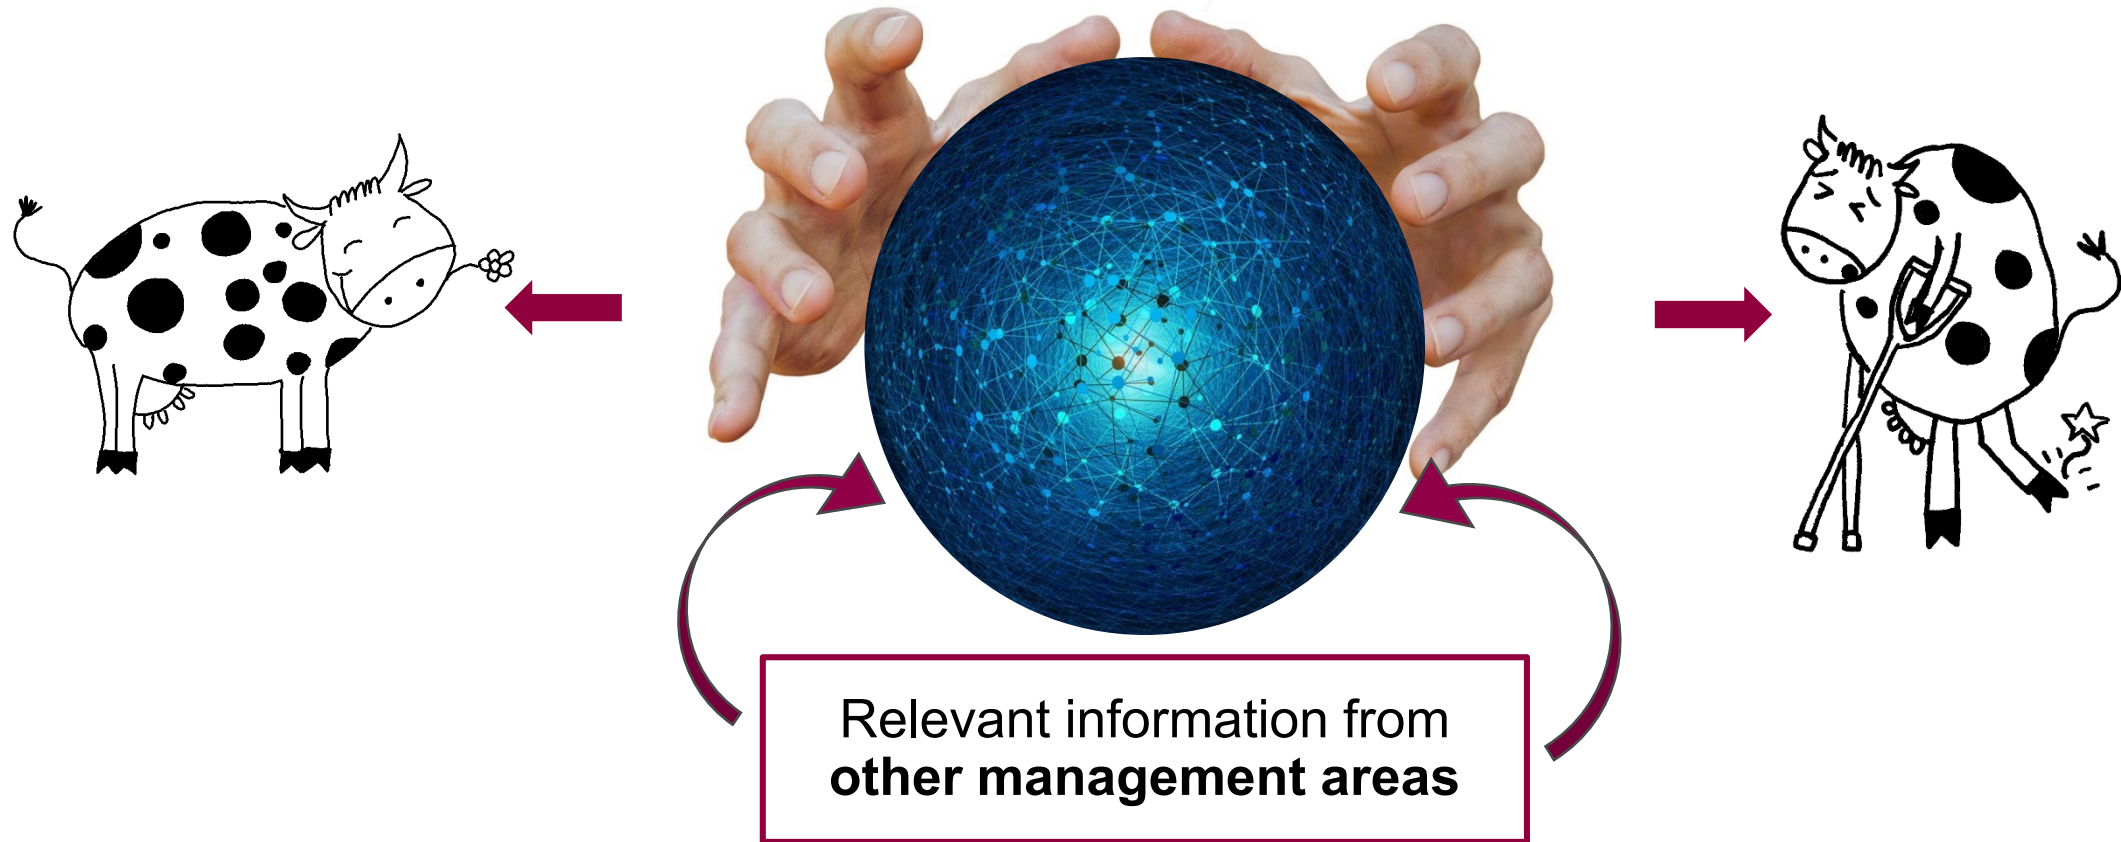 Relevant information from
other management areas